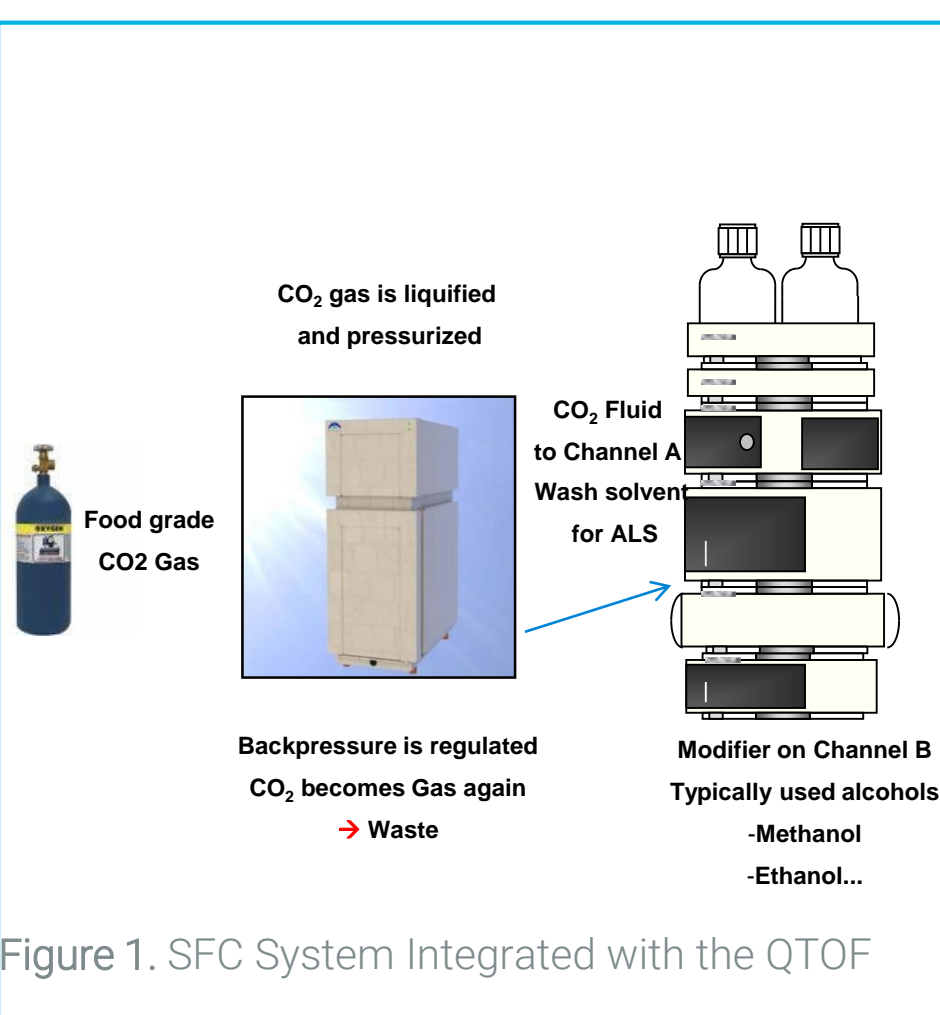 CO₂ gas is liquified
and pressurized
CO₂ Fluid
to Channel A
Wash solvent
for ALS
OXYGEN
Food grade
CO2 Gas
Backpressure is regulated
CO₂ becomes Gas again
→ Waste
Modifier on Channel B
Typically used alcohols
-Methanol
-Ethanol...
Figure 1. SFC System Integrated with the QTOF